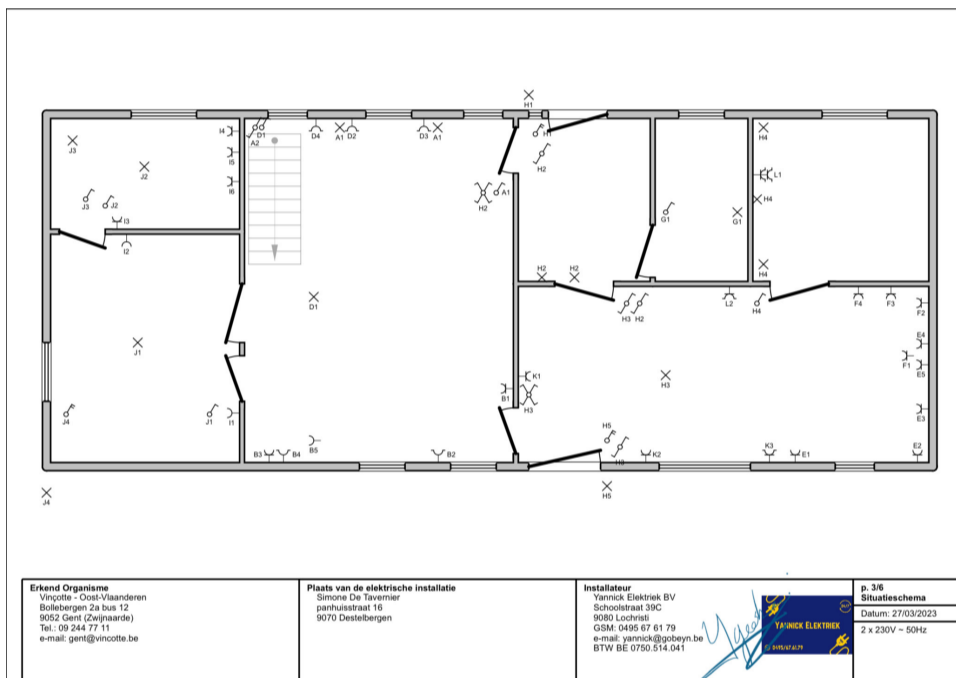 H1
J3
J2
J3
J2
I4
I5
I6
I3
I2
D1
A2
D4
A1
D2
D3
A1
H1
H2
H2
A1
G1
G1
H4
L1
H4
H4
H2
H2
H3
H2
L2
H4
F4
F3
F2
E4
F1
E5
E3
E2
D1
J1
J4
J1
I1
J4
K1
B1
H3
H3
H5
H3
K2
K3
E1
H5
B3
B4
B5
B2
Erkend Organisme
Vinçotte - Oost-Vlaanderen
Bollebergen 2a bus 12
9052 Gent (Zwijnaarde)
Tel.: 09 244 77 11
e-mail: gent@vincotte.be
Plaats van de elektrische installatie
Simone De Tavernier
panhuisstraat 16
9070 Destelbergen
Installateur
Yannick Elektriek BV
Schoolstraat 39C
9080 Lochristi
GSM: 0495 67 61 79
e-mail: yannick@gobeyn.be
BTW BE 0750.514.041
YANNICK ELEKTRIEK
0495/67.61.79
p. 3/6
Situatieschema
Datum: 27/03/2023
2 x 230V ~ 50Hz